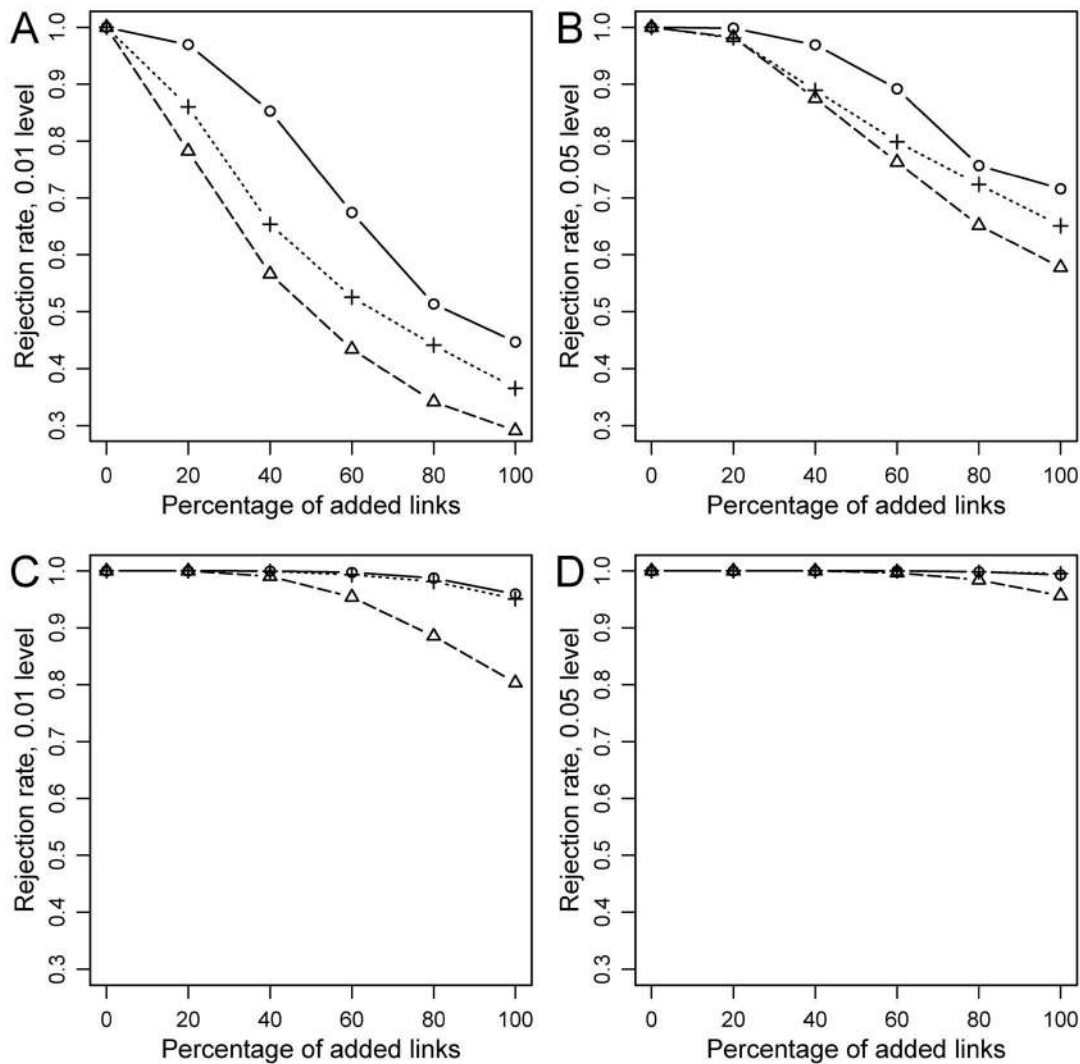 A
B
Rejection rate, 0.01 level
1.0
0.9
0.8
0.7
0.6
0.5
0.4
0.3
0 20 40 60 80 100
Percentage of added links
Rejection rate, 0.05 level
1.0
0.9
0.8
0.7
0.6
0.5
0.4
0.3
0 20 40 60 80 100
Percentage of added links
C
D
Rejection rate, 0.01 level
1.0
0.9
0.8
0.7
0.6
0.5
0.4
0.3
0 20 40 60 80 100
Percentage of added links
Rejection rate, 0.05 level
1.0
0.9
0.8
0.7
0.6
0.5
0.4
0.3
0 20 40 60 80 100
Percentage of added links